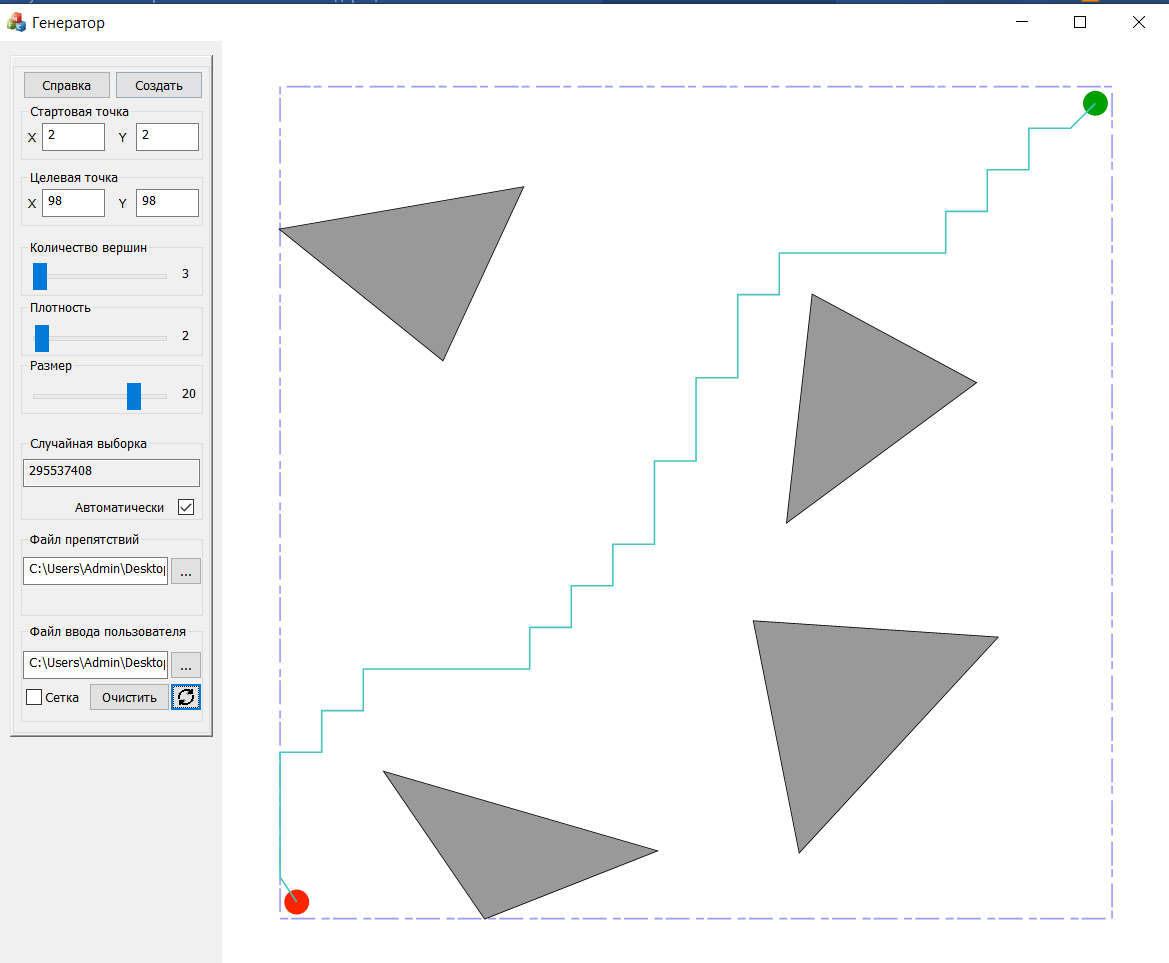 Генератор
Справка Создать
Стартовая точка
X 2 Y 2
Целевая точка
X 98 Y 98
Количество вершин
3
Плотность
2
Размер
20
Случайная выборка
295537408
Автоматически
Файл препятствий
C:\Users\Admin\Deskto ...
Файл ввода пользователя
C:\Users\Admin\Deskto ...
Сетка Очистить